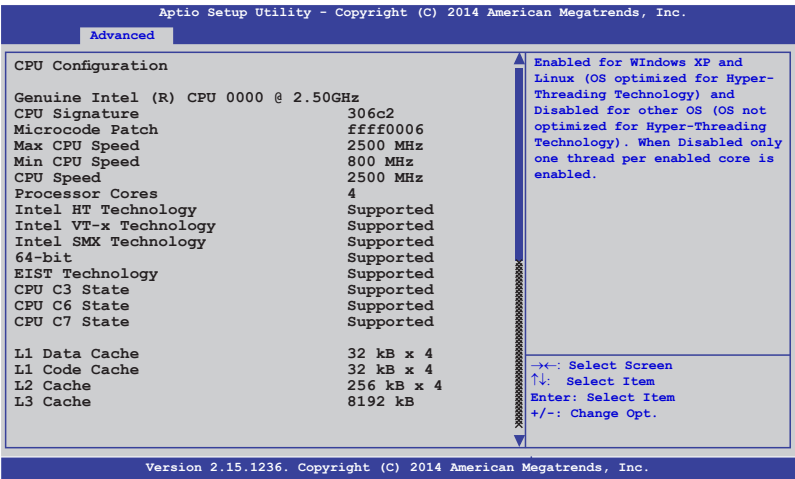 Aptio Setup Utility - Copyright (C) 2014 American Megatrends, Inc.
Advanced
CPU Configuration
Genuine Intel (R) CPU 0000 @ 2.50GHz
CPU Signature 306c2
Microcode Patch ffff0006
Max CPU Speed 2500 MHz
Min CPU Speed 800 MHz
CPU Speed 2500 MHz
Processor Cores 4
Intel HT Technology Supported
Intel VT-x Technology Supported
Intel SMX Technology Supported
64-bit Supported
EIST Technology Supported
CPU C3 State Supported
CPU C6 State Supported
CPU C7 State Supported
L1 Data Cache 32 kB x 4
L1 Code Cache 32 kB x 4
L2 Cache 256 kB x 4
L3 Cache 8192 kB
Enabled for WIndows XP and
Linux (OS optimized for Hyper-
Threading Technology) and
Disabled for other OS (OS not
optimized for Hyper-Threading
Technology). When Disabled only
one thread per enabled core is
enabled.
→←: Select Screen
↑↓: Select Item
Enter: Select Item
+/-: Change Opt.
Version 2.15.1236. Copyright (C) 2014 American Megatrends, Inc.